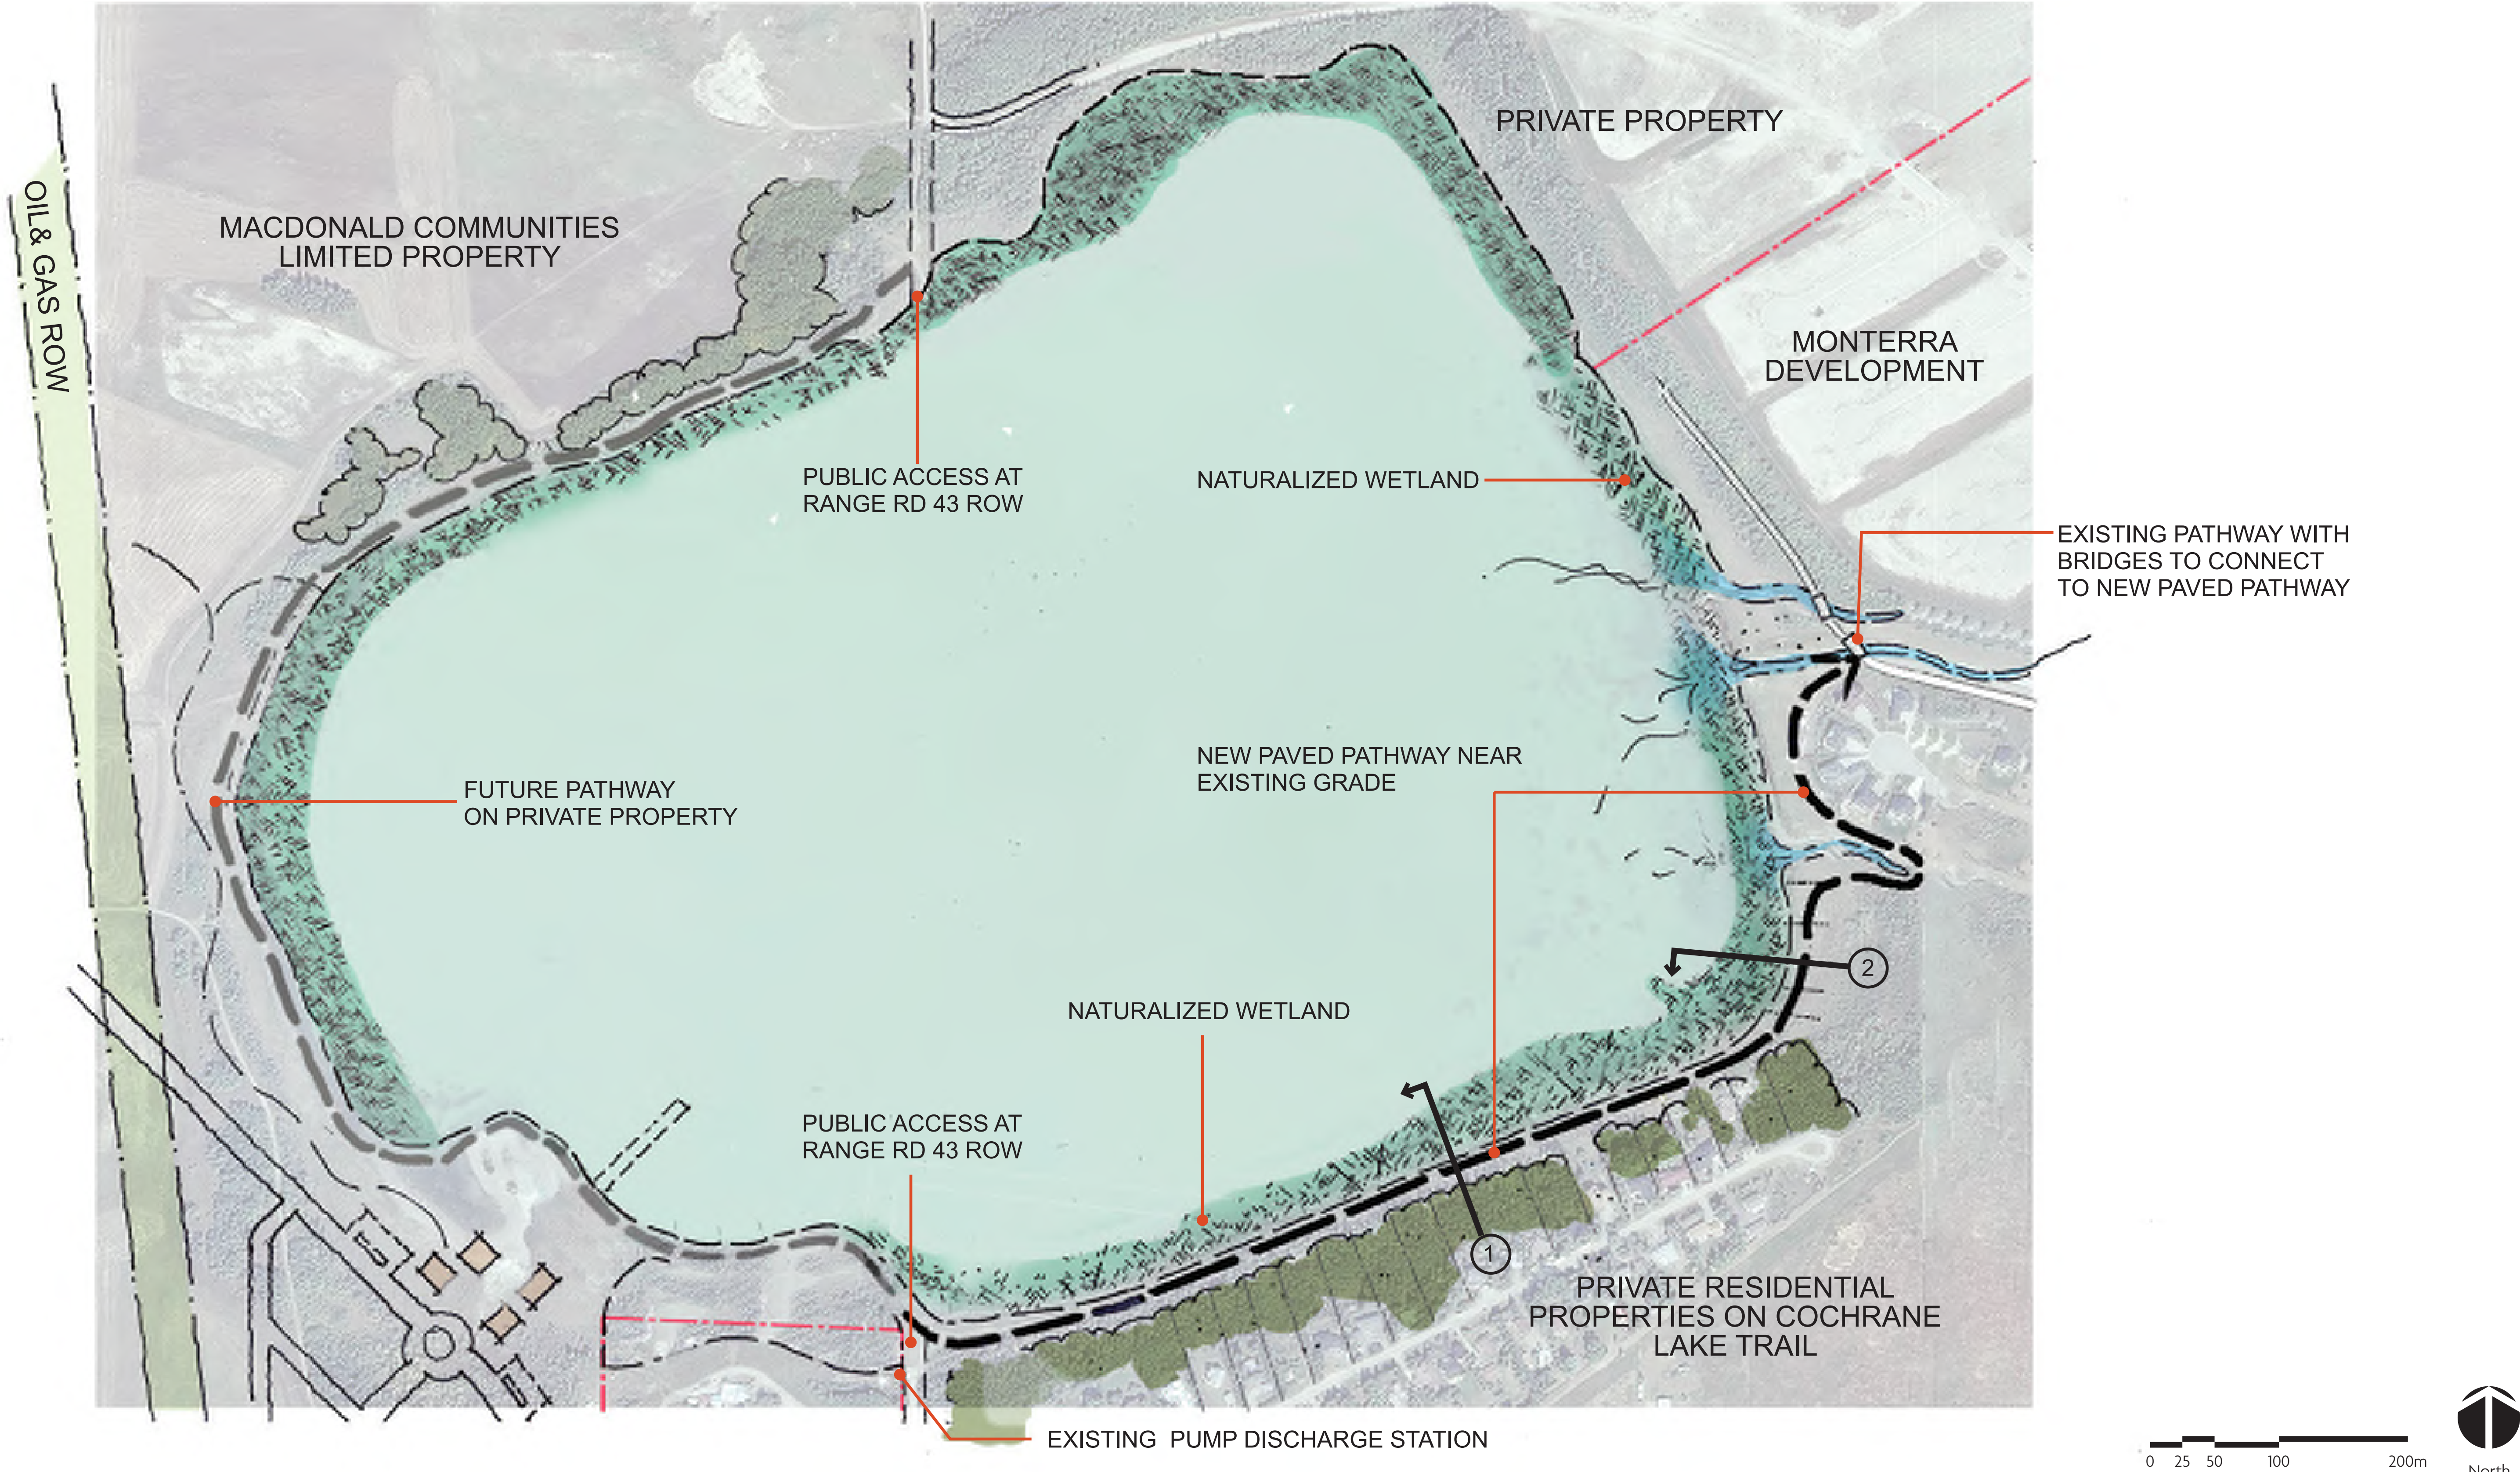 PRIVATE PROPERTY
OIL & GAS ROW
MACDONALD COMMUNITIES
LIMITED PROPERTY
MONTERRA
DEVELOPMENT
PUBLIC ACCESS AT
RANGE RD 43 ROW
NATURALIZED WETLAND
EXISTING PATHWAY WITH
BRIDGES TO CONNECT
TO NEW PAVED PATHWAY
NEW PAVED PATHWAY NEAR
EXISTING GRADE
FUTURE PATHWAY
ON PRIVATE PROPERTY
2
NATURALIZED WETLAND
PUBLIC ACCESS AT
RANGE RD 43 ROW
1
PRIVATE RESIDENTIAL
PROPERTIES ON COCHRANE
LAKE TRAIL
EXISTING PUMP DISCHARGE STATION
0 25 50 100 200m
North